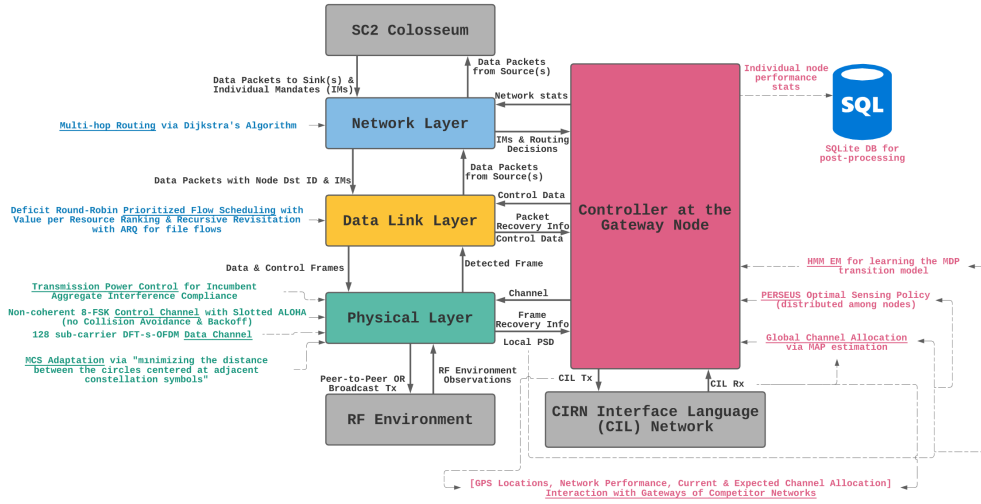 SC2 Colosseum
Data Packets to Sink(s) &
Individual Mandates (IMs)
Data Packets
from Source(s)
Individual node
performance
stats
SQL
SQLite DB for
post-processing
Network stats
Multi-hop Routing via Dijkstra's Algorithm
Network Layer
IMs & Routing
Decisions
Data Packets with Node Dst ID & IMs
Data Packets
from Source(s)
Control Data
Deficit Round-Robin Prioritized Flow Scheduling with
Value per Resource Ranking & Recursive Revisitation
with ARQ for file flows
Data Link Layer
Packet
Recovery Info
Control Data
Controller at the
Gateway Node
Data & Control Frames
Detected Frame
HMM EM for learning the MDP
transition model
Transmission Power Control for Incumbent
Aggregate Interference Compliance
Channel
PERSEUS Optimal Sensing Policy
(distributed among nodes)
Non-coherent 8-FSK Control Channel with Slotted ALOHA
(no Collision Avoidance & Backoff)
128 sub-carrier DFT-s-OFDM Data Channel
Physical Layer
Frame
Recovery Info
Local PSD
Global Channel Allocation
via MAP estimation
MCS Adaptation via "minimizing the distance
between the circles centered at adjacent
constellation symbols"
Peer-to-Peer OR
Broadcast Tx
RF Environment
Observations
CIL Tx
CIL Rx
RF Environment
CIRN Interface Language
(CIL) Network
[GPS Locations, Network Performance, Current & Expected Channel Allocation]
Interaction with Gateways of Competitor Networks